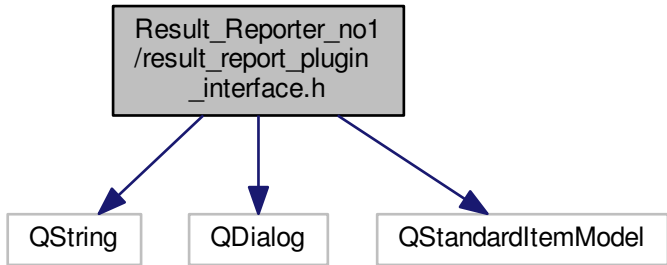 Result_Reporter_no1
/result_report_plugin
_interface.h
QString
QDialog
QStandardItemModel